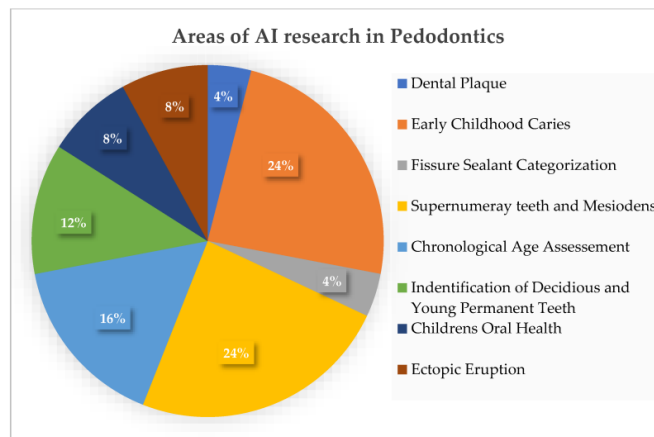 Areas of AI research in Pedodontics
4%
24%
4%
24%
16%
12%
8%
8%
Dental Plaque
Early Childhood Caries
Fissure Sealant Categorization
Supernumeray teeth and Mesiodens
Chronological Age Assessment
Indentification of Decidious and
Young Permanent Teeth
Childrens Oral Health
Ectopic Eruption